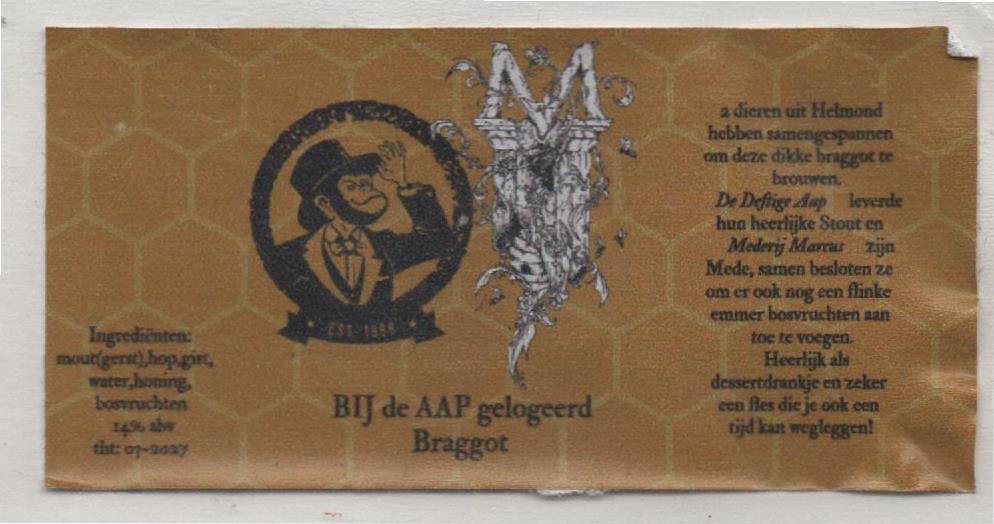 Ingrediënten:
mout(gerst),hop,gist,
water,honing,
bosvruchten
14% alw
tht: 07-2027
M
EST. 1888
BIJ de AAP gelogeerd
Braggot
2 dieren uit Helmond
hebben samengespannen
om deze dikke braggot te
brouwen.
De Deftige Aap leverde
hun heerlijke Stout en
Mederij Marcus zijn
Mede, samen besloten ze
om er ook nog een flinke
emmer bosvruchten aan
toe te voegen.
Heerlijk als
dessertdrankje en zeker
een fles die je ook een
tijd kan wegleggen!